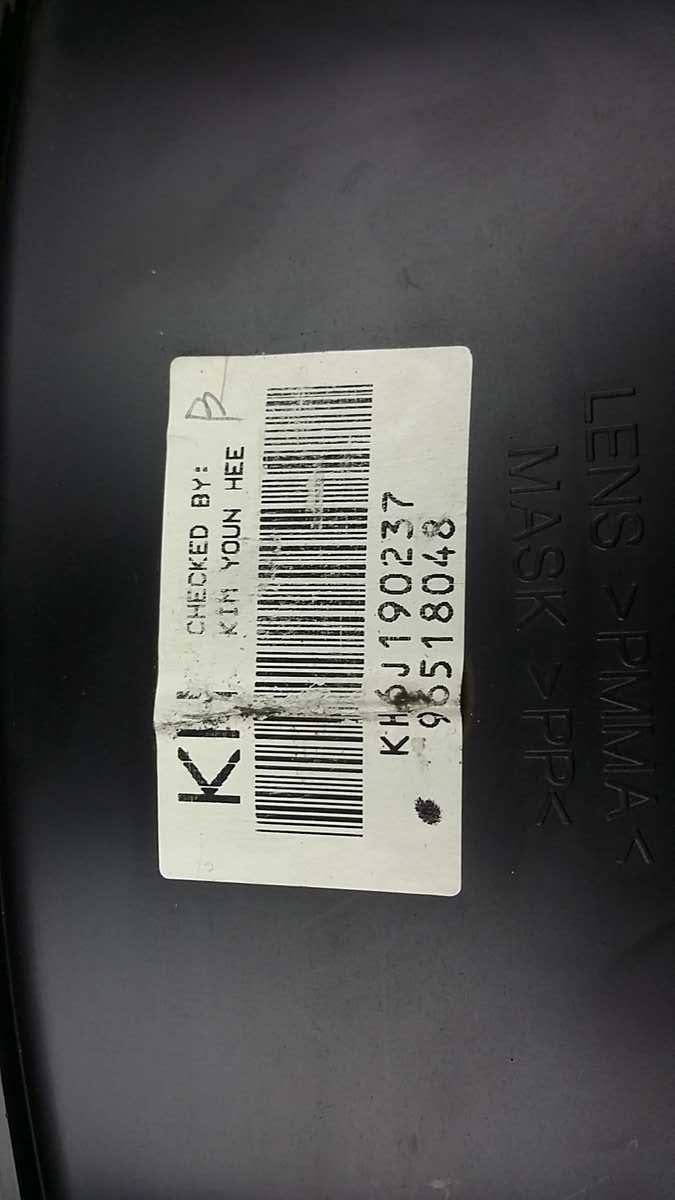 CHECKED BY:
KIM YOUN HEE
KH6J190237
96518048
LENS >PMMA<
MASK >PP<